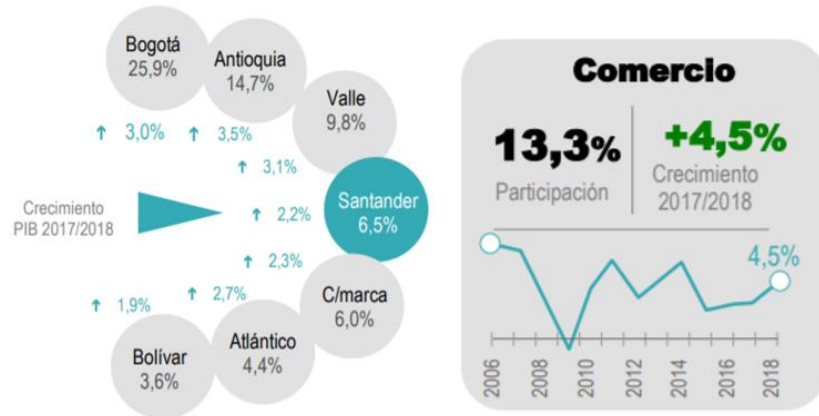 Bogotá
25,9%
Antioquia
14,7%
Valle
9,8%
Santander
6,5%
C/marca
6,0%
Atlántico
4,4%
Bolívar
3,6%
3,0%
3,5%
3,1%
2,2%
2,3%
2,7%
1,9%
Crecimiento
PIB 2017/2018
Comercio
13,3%
Participación
+4,5%
Crecimiento
2017/2018
4,5%
2006
2008
2010
2012
2014
2016
2018